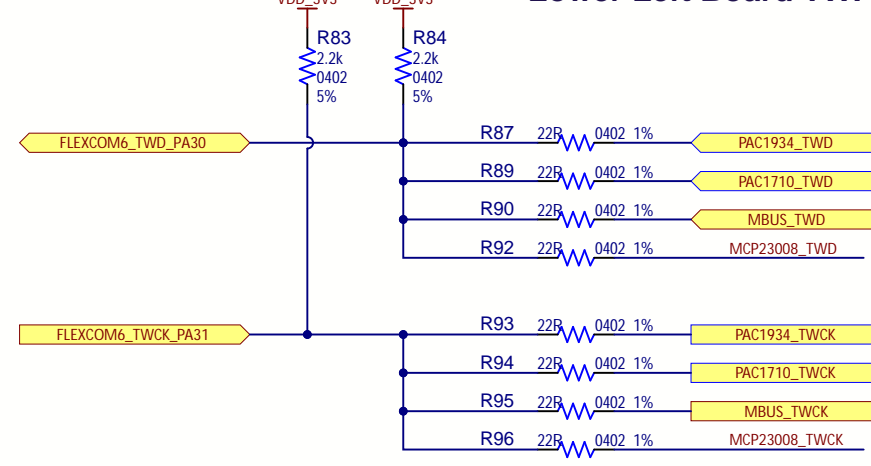 R83 R84
2.2k 2.2k
0402 0402
5% 5%
FLEXCOM6_TWD_PA30 R87 22R 0402 1% PAC1934_TWD
R89 22R 0402 1% PAC1710_TWD
R90 22R 0402 1% MBUS_TWD
R92 22R 0402 1% MCP23008_TWD
FLEXCOM6_TWCK_PA31 R93 22R 0402 1% PAC1934_TWCK
R94 22R 0402 1% PAC1710_TWCK
R95 22R 0402 1% MBUS_TWCK
R96 22R 0402 1% MCP23008_TWCK